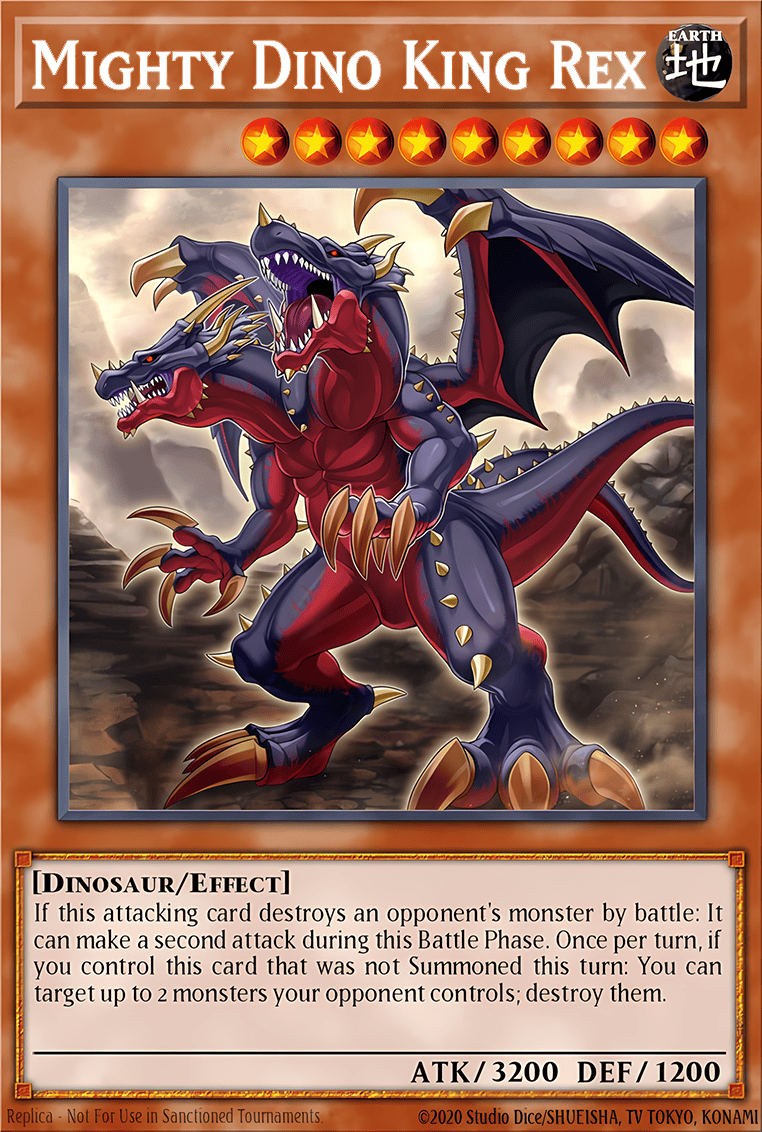 Mighty Dino King Rex
EARTH
地
[Dinosaur/Effect]
If this attacking card destroys an opponent's monster by battle: It
can make a second attack during this Battle Phase. Once per turn, if
you control this card that was not Summoned this turn: You can
target up to 2 monsters your opponent controls; destroy them.
ATK/3200 DEF/1200
Replica - Not For Use in Sanctioned Tournaments.
©2020 Studio Dice/SHUEISHA, TV TOKYO, KONAMI